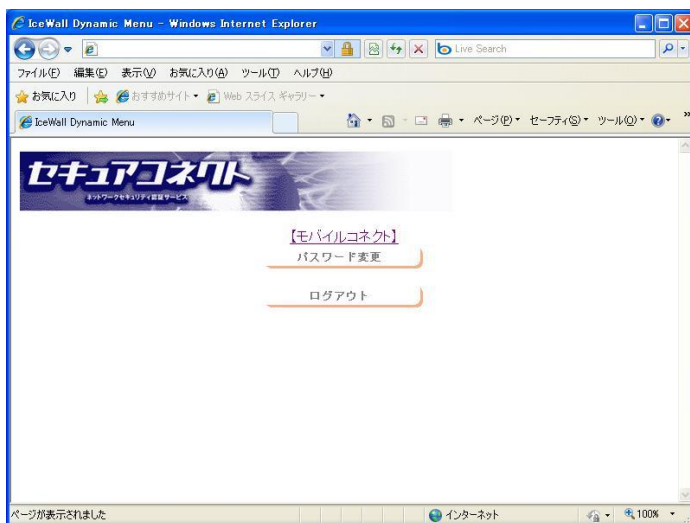 IceWall Dynamic Menu - Windows Internet Explorer
Live Search
ファイル(F) 編集(E) 表示(V) お気に入り(A) ツール(T) ヘルプ(H)
お気に入り おすすめサイト Web スライス ギャラリー
IceWall Dynamic Menu ページ(P) セーフティ(S) ツール(O) »
セキュアコネクト
ネットワークセキュリティ認証サービス
【モバイルコネクト】
パスワード変更
ログアウト
ページが表示されました インターネット 100%